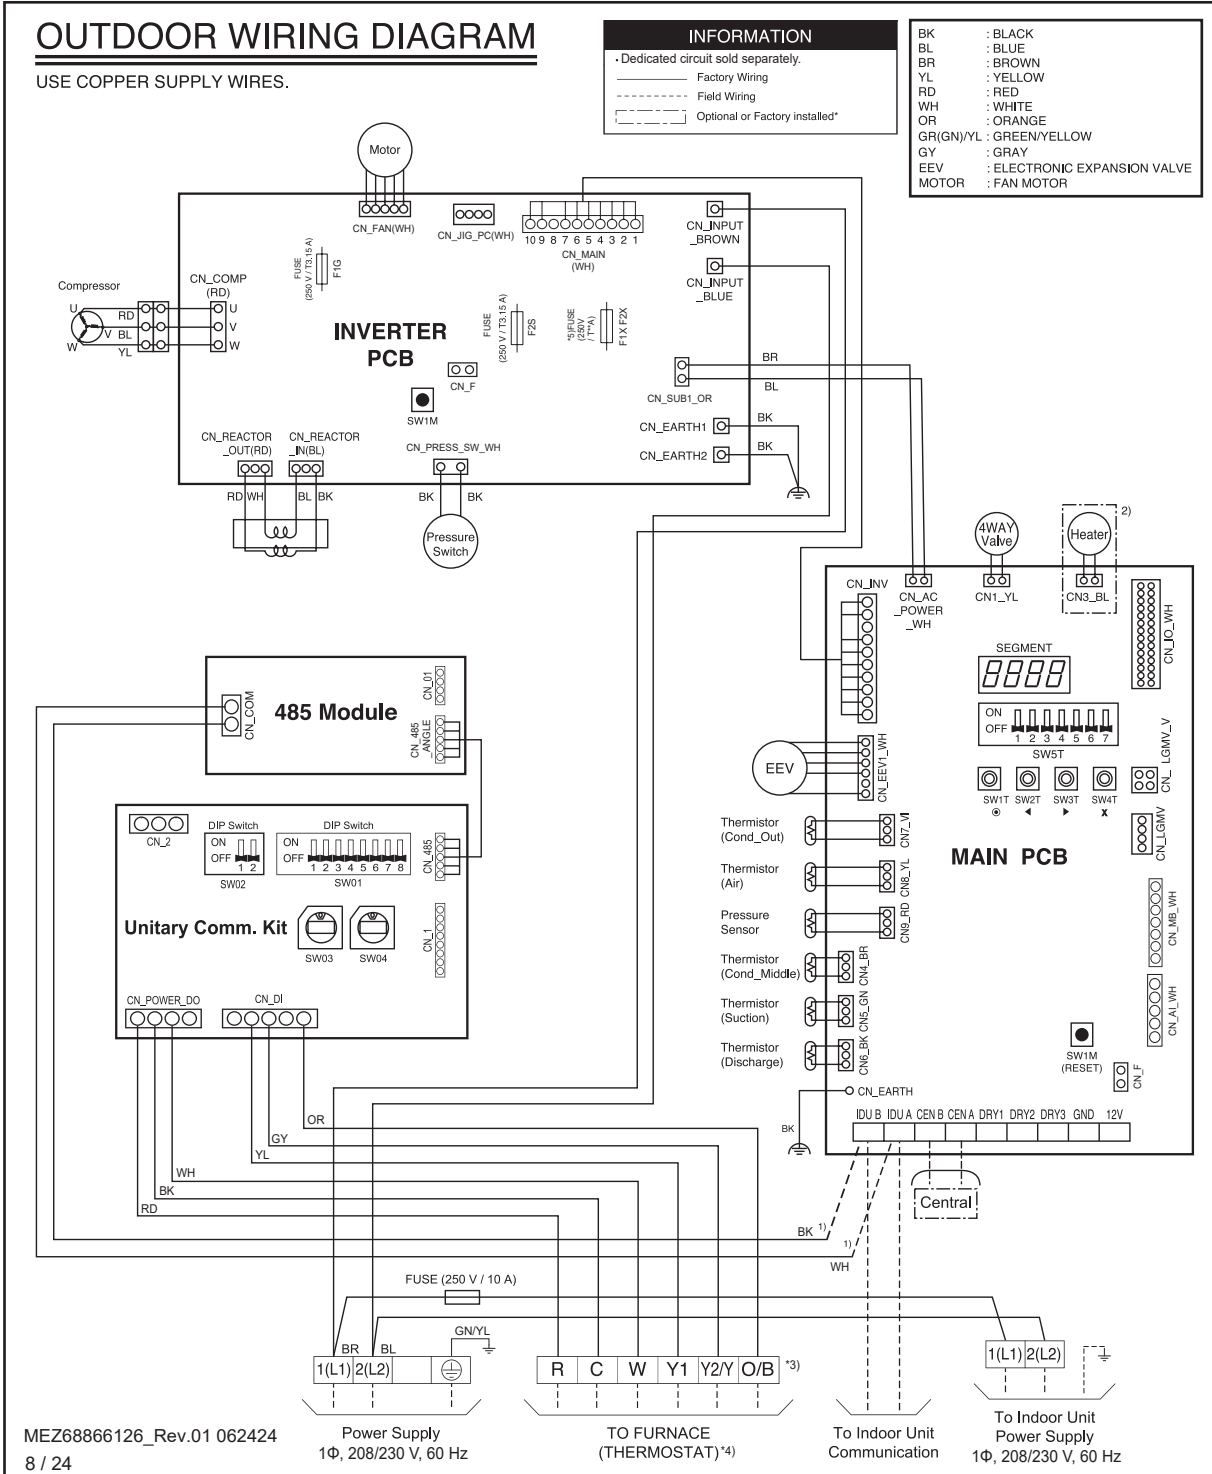 OUTDOOR WIRING DIAGRAM
USE COPPER SUPPLY WIRES.
INFORMATION
• Dedicated circuit sold separately.
Factory Wiring
Field Wiring
Optional or Factory installed*
BK : BLACK
BL : BLUE
BR : BROWN
YL : YELLOW
RD : RED
WH : WHITE
OR : ORANGE
GR(GN)/YL : GREEN/YELLOW
GY : GRAY
EEV : ELECTRONIC EXPANSION VALVE
MOTOR : FAN MOTOR
Motor
CN_FAN(WH)
CN_JIG_PC(WH)
10 9 8 7 6 5 4 3 2 1
CN_MAIN
(WH)
CN_INPUT
_BROWN
CN_INPUT
_BLUE
FUSE
(250 V / T3.15 A)
F1G
Compressor
U
V
W
RD
BL
YL
CN_COMP
(RD)
U
V
W
INVERTER
PCB
FUSE
(250 V / T3.15 A)
F2S
*5)FUSE
(250V
/ T**A)
F1X F2X
CN_F
SW1M
CN_SUB1_OR
BR
BL
CN_EARTH1
BK
CN_EARTH2
BK
CN_REACTOR
_OUT(RD)
CN_REACTOR
_IN(BL)
RD WH BL BK
CN_PRESS_SW_WH
BK BK
Pressure
Switch
4WAY
Valve
Heater
2)
CN_INV
CN_AC
_POWER
_WH
CN1_YL
CN3_BL
CN_IO_WH
SEGMENT
8888
ON
OFF
1 2 3 4 5 6 7
SW5T
SW1T SW2T SW3T SW4T
X
CN_ LGMV_V
CN_LGMV
MAIN PCB
CN_MB_WH
CN_AI_WH
SW1M
(RESET)
CN_F
EEV
CN_EEV1_WH
Thermistor
(Cond_Out)
CN7_VI
Thermistor
(Air)
CN8_YL
Pressure
Sensor
CN9_RD
Thermistor
(Cond_Middle)
CN4_BR
Thermistor
(Suction)
CN5_GN
Thermistor
(Discharge)
CN6_BK
CN_EARTH
BK
IDU B IDU A CEN B CEN A DRY1 DRY2 DRY3 GND 12V
Central
485 Module
CN_COM
CN_01
CN_485
_ANGLE
CN_2
DIP Switch
ON
OFF
1 2
SW02
DIP Switch
ON
OFF
1 2 3 4 5 6 7 8
SW01
CN_485
Unitary Comm. Kit
SW03
SW04
CN_1
CN_POWER_DO
CN_DI
OR
GY
YL
WH
BK
RD
BK 1)
1)
WH
FUSE (250 V / 10 A)
GN/YL
BR BL
1(L1) 2(L2)
R C W Y1 Y2/Y O/B *3)
1(L1) 2(L2)
Power Supply
1Φ, 208/230 V, 60 Hz
TO FURNACE
(THERMOSTAT)*4)
To Indoor Unit
Communication
To Indoor Unit
Power Supply
1Φ, 208/230 V, 60 Hz
MEZ68866126_Rev.01 062424
8 / 24